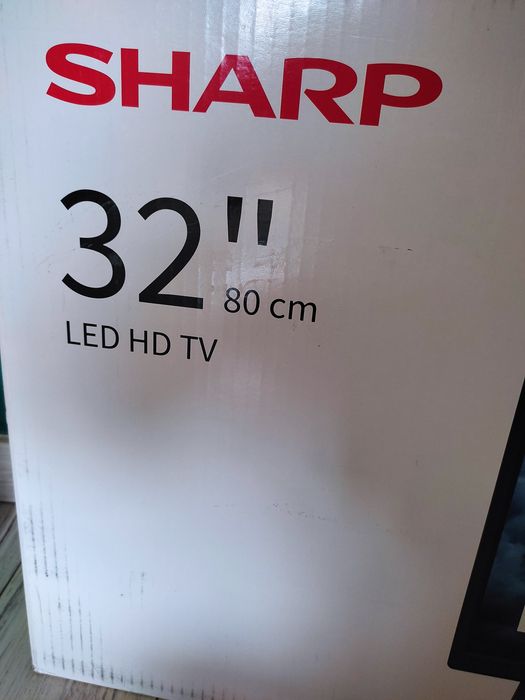 SHARP
32" 80 cm
LED HD TV